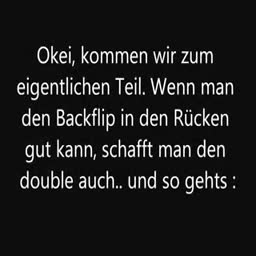 Okei, kommen wir zum
eigentlichen Teil. Wenn man
den Backflip in den Rücken
gut kann, schafft man den
double auch.. und so gehts :